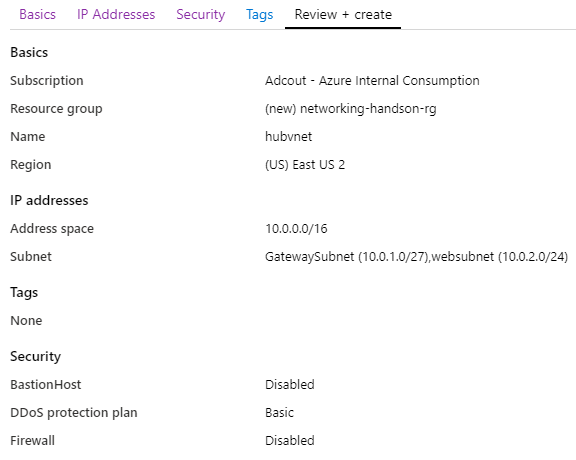 Basics IP Addresses Security Tags Review + create
Basics
Subscription Adcout - Azure Internal Consumption
Resource group (new) networking-handson-rg
Name hubvnet
Region (US) East US 2
IP addresses
Address space 10.0.0.0/16
Subnet GatewaySubnet (10.0.1.0/27),websubnet (10.0.2.0/24)
Tags
None
Security
BastionHost Disabled
DDoS protection plan Basic
Firewall Disabled